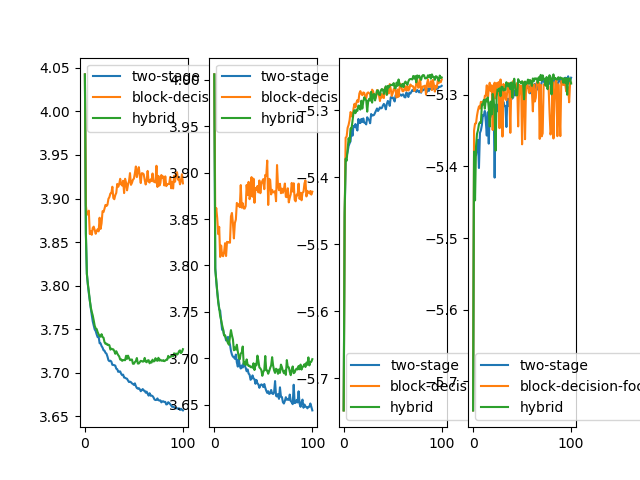 4.05
4.00
3.95
3.90
3.85
3.80
3.75
3.70
3.65
0
100
two-stage
block-decis
hybrid
4.00
3.95
3.90
3.85
3.80
3.75
3.70
3.65
0
100
two-stage
block-decis
hybrid
−5.3
−5.4
−5.5
−5.6
−5.7
0
100
two-stage
block-decis
hybrid
−5.3
−5.4
−5.5
−5.6
−5.7
0
100
two-stage
block-decision-foc
hybrid